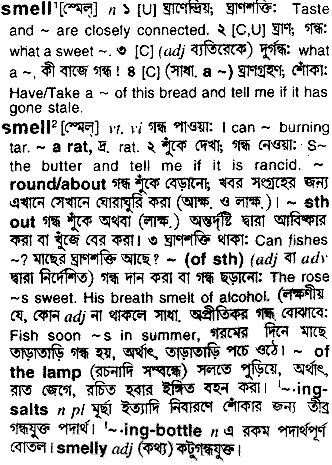 smell¹ [স্মেল্] n ১ [U] ঘ্রাণেন্দ্রিয়; ঘ্রাণশক্তি: Taste
and ~ are closely connected. ২ [C,U] ঘ্রাণ; গন্ধ:
what a sweet ~. ৩ [C] (adj ব্যতিরেকে) দুর্গন্ধ: what
a ~, কী বাজে গন্ধ ! ৪ [C] (সাধা. a ~) ঘ্রাণগ্রহণ; শোঁকা:
Have/Take a ~ of this bread and tell me if it has
gone stale.
smell² [স্মেল্] vt, vi গন্ধ পাওয়া: I can ~ burning
tar. ~ a rat, দ্র. rat. ২ শুঁকে দেখা; গন্ধ নেওয়া: S~
the butter and tell me if it is rancid. ~
round/about গন্ধ শুঁকে বেড়ানো; খবর সংগ্রহের জন্য
এখানে সেখানে ঘোরাঘুরি করা (আক্ষ. ও লাক্ষ.)। ~ sth
out গন্ধ শুঁকে অথবা (লাক্ষ.) অন্তর্দৃষ্টি দ্বারা আবিষ্কার
করা বা খুঁজে বের করা। ৩ ঘ্রাণশক্তি থাকা: Can fishes
~? মাছের ঘ্রাণশক্তি আছে? ~ (of sth) (adj বা adv
দ্বারা নির্দেশিত) গন্ধ দান করা বা গন্ধ ছড়ানো: The rose
~s sweet. His breath smelt of alcohol. (লক্ষণীয়
যে, কোন adj না থাকলে সাধা. অপ্রীতিকর গন্ধ বোঝাবে:
Fish soon ~s in summer, গরমের দিনে মাছে
তাড়াতাড়ি গন্ধ হয়, অর্থাৎ, তাড়াতাড়ি পচে ওঠে। ~ of
the lamp (রচনাদি সম্বন্ধে) সলতে পুড়িয়ে, অর্থাৎ,
রাত জেগে, রচিত হবার ইঙ্গিত বহন করা। '~·ing-
salts n pl মূর্ছা ইত্যাদি নিবারণে শোঁকার জন্য তীব্র
গন্ধযুক্ত পদার্থ। '~·ing-bottle n এ রকম পদার্থপূর্ণ
বোতল। smelly adj (কথ্য) কটুগন্ধযুক্ত।